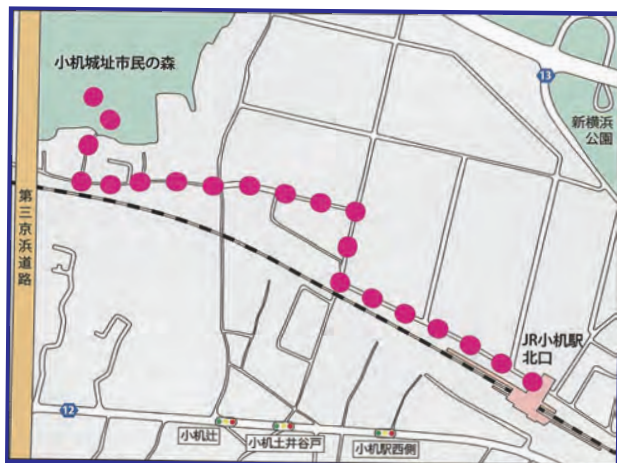 小机城址市民の森
13
新横浜
公園
第三京浜道路
JR小机駅
北口
12
小机辻
小机土井谷戸
小机駅西側